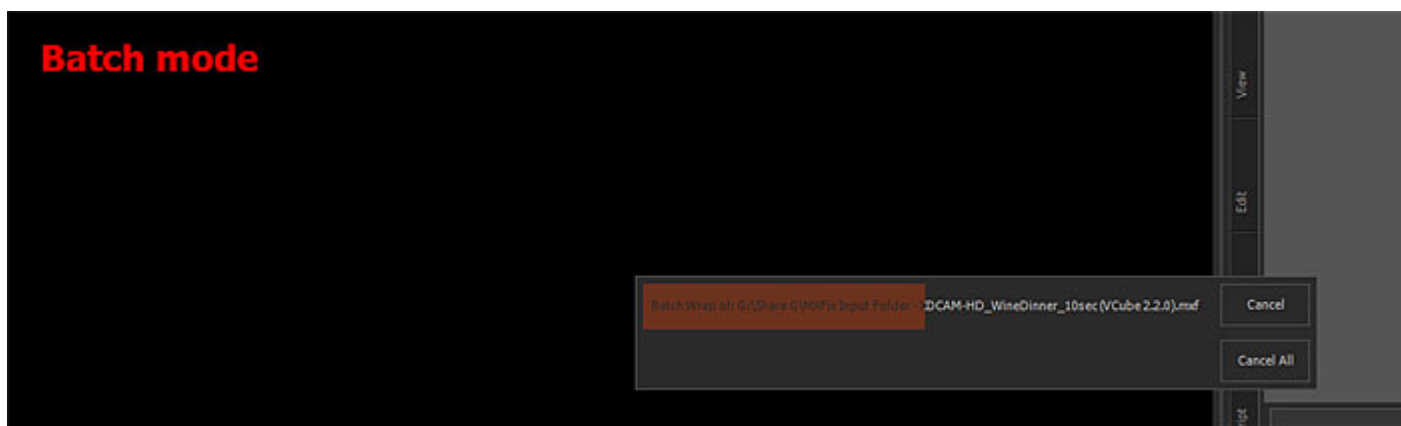 Batch mode
View
Edit
Batch Wrap of: G:\Share G\MXFix Input Folder - XDCAM-HD_WineDinner_10sec(VCube 2.2.0).mxf
Cancel
Cancel All
ipt